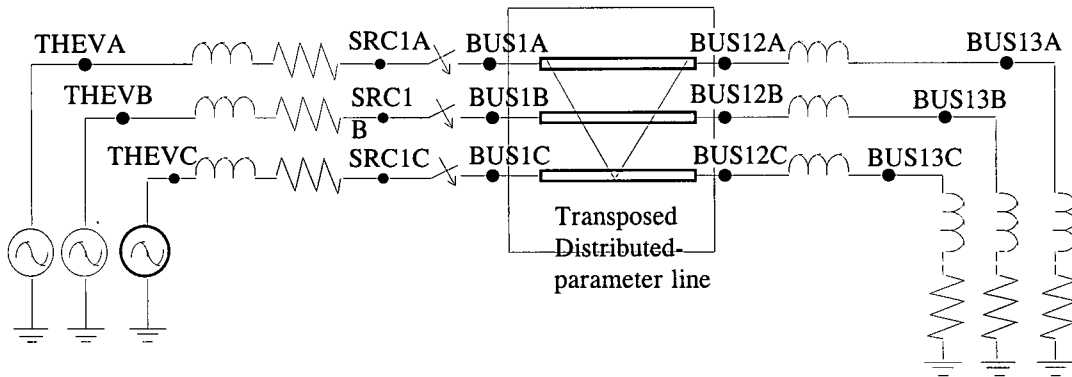 THEVA
SRC1A
BUS1A
BUS12A
BUS13A
THEVB
SRC1
B
BUS1B
BUS12B
BUS13B
THEVC
SRC1C
BUS1C
BUS12C
BUS13C
Transposed
Distributed-
parameter line